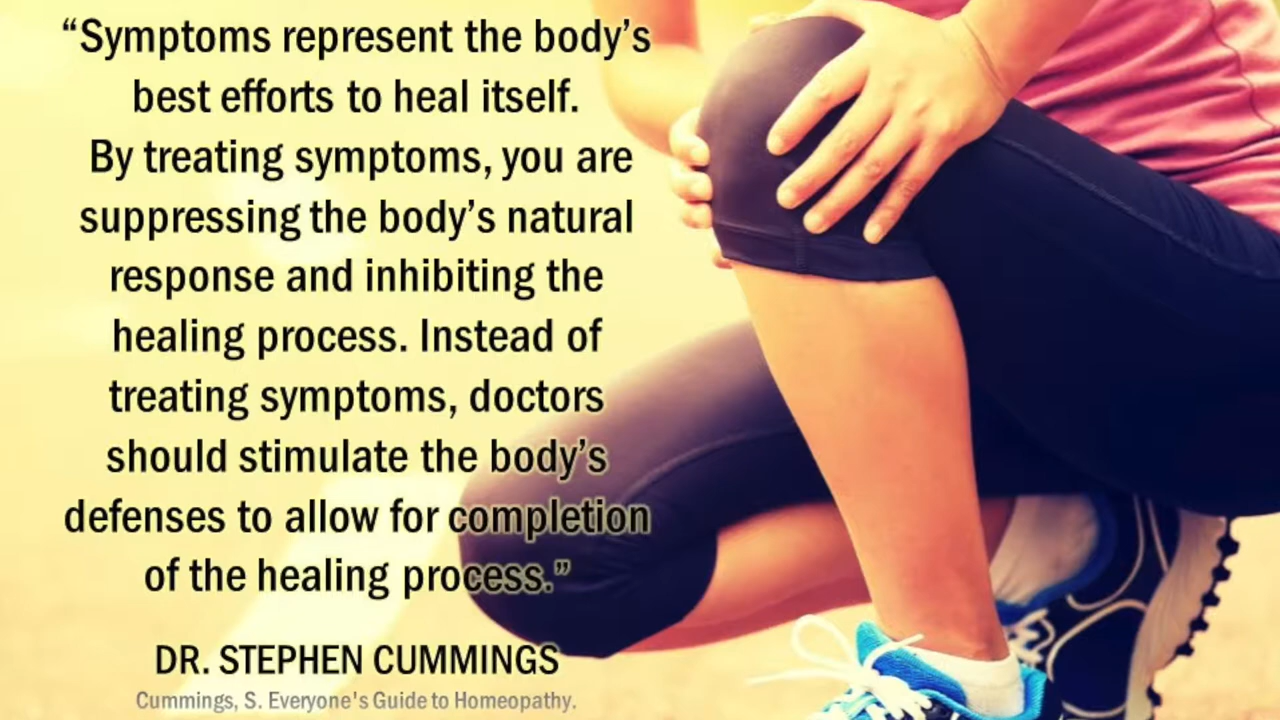 “Symptoms represent the body’s
best efforts to heal itself.
By treating symptoms, you are
suppressing the body’s natural
response and inhibiting the
healing process. Instead of
treating symptoms, doctors
should stimulate the body’s
defenses to allow for completion
of the healing process.”
DR. STEPHEN CUMMINGS
Cummings, S. Everyone's Guide to Homeopathy.